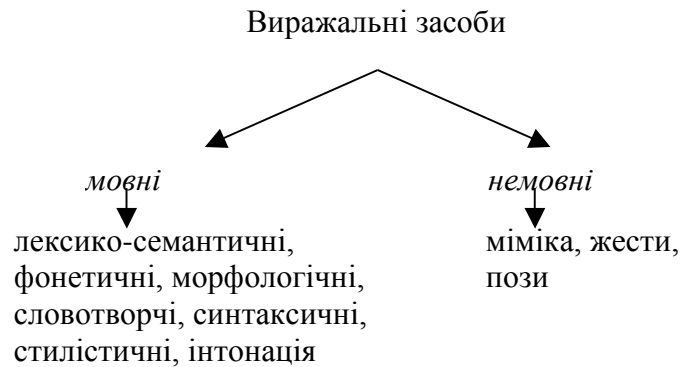 Виражальні засоби
мовні
немовні
лексико-семантичні,
фонетичні, морфологічні,
словотворчі, синтаксичні,
стилістичні, інтонація
міміка, жести,
пози